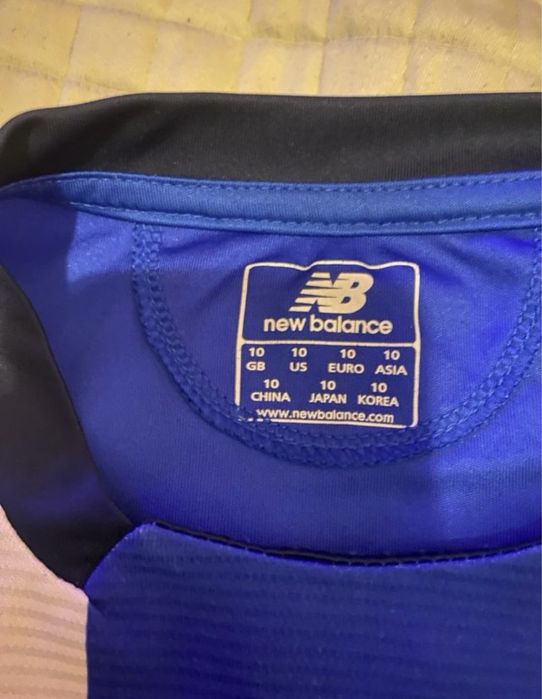 NB
new balance
10 10 10 10
GB US EURO ASIA
10 10 10
CHINA JAPAN KOREA
www.newbalance.com